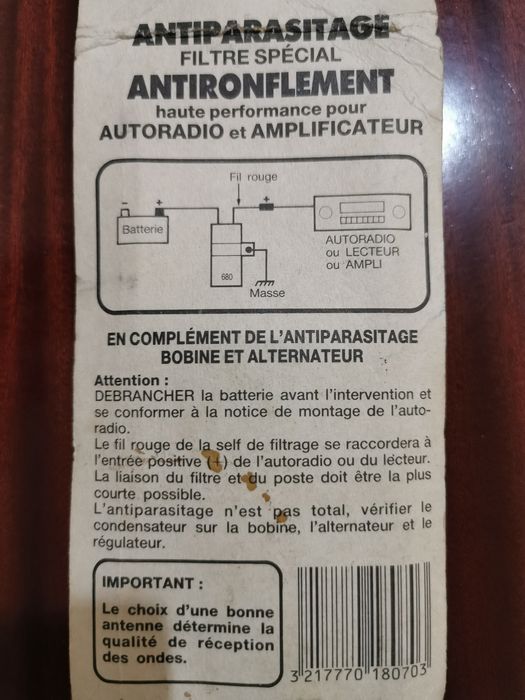 ANTIPARASITAGE
FILTRE SPÉCIAL
ANTIRONFLEMENT
haute performance pour
AUTORADIO et AMPLIFICATEUR
Fil rouge
- + +
Batterie
680
Masse
AUTORADIO
ou LECTEUR
ou AMPLI
EN COMPLÉMENT DE L'ANTIPARASITAGE
BOBINE ET ALTERNATEUR
Attention :
DEBRANCHER la batterie avant l'intervention et
se conformer à la notice de montage de l'auto-
radio.
Le fil rouge de la self de filtrage se raccordera à
l'entrée positive (+) de l'autoradio ou du lecteur.
La liaison du filtre et du poste doit être la plus
courte possible.
L'antiparasitage n'est pas total, vérifier le
condensateur sur la bobine, l'alternateur et le
régulateur.
IMPORTANT :
Le choix d'une bonne
antenne détermine la
qualité de réception
des ondes.
3 217770 180703